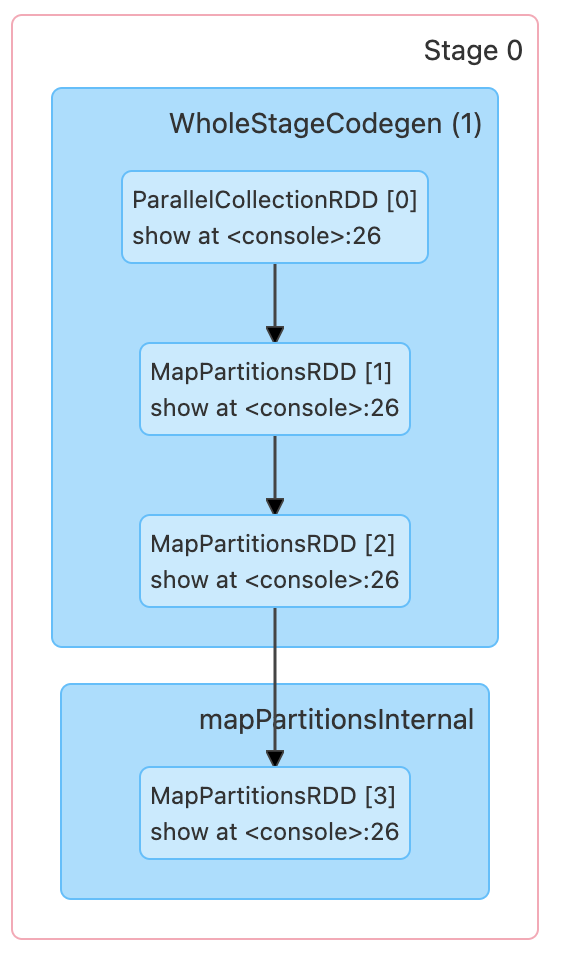 Stage 0
WholeStageCodegen (1)
ParallelCollectionRDD [0]
show at <console>:26
MapPartitionsRDD [1]
show at <console>:26
MapPartitionsRDD [2]
show at <console>:26
mapPartitionsInternal
MapPartitionsRDD [3]
show at <console>:26